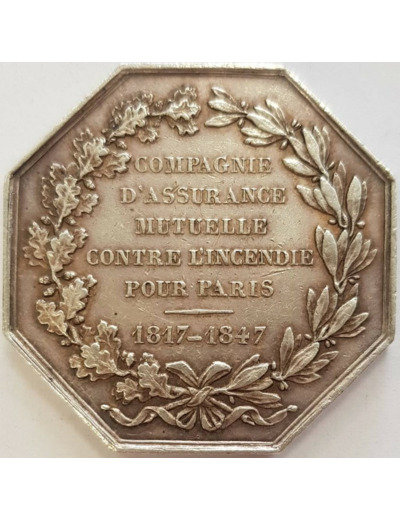 COMPAGNIE
D'ASSURANCE
MUTUELLE
CONTRE L'INCENDIE
POUR PARIS
1817-1847